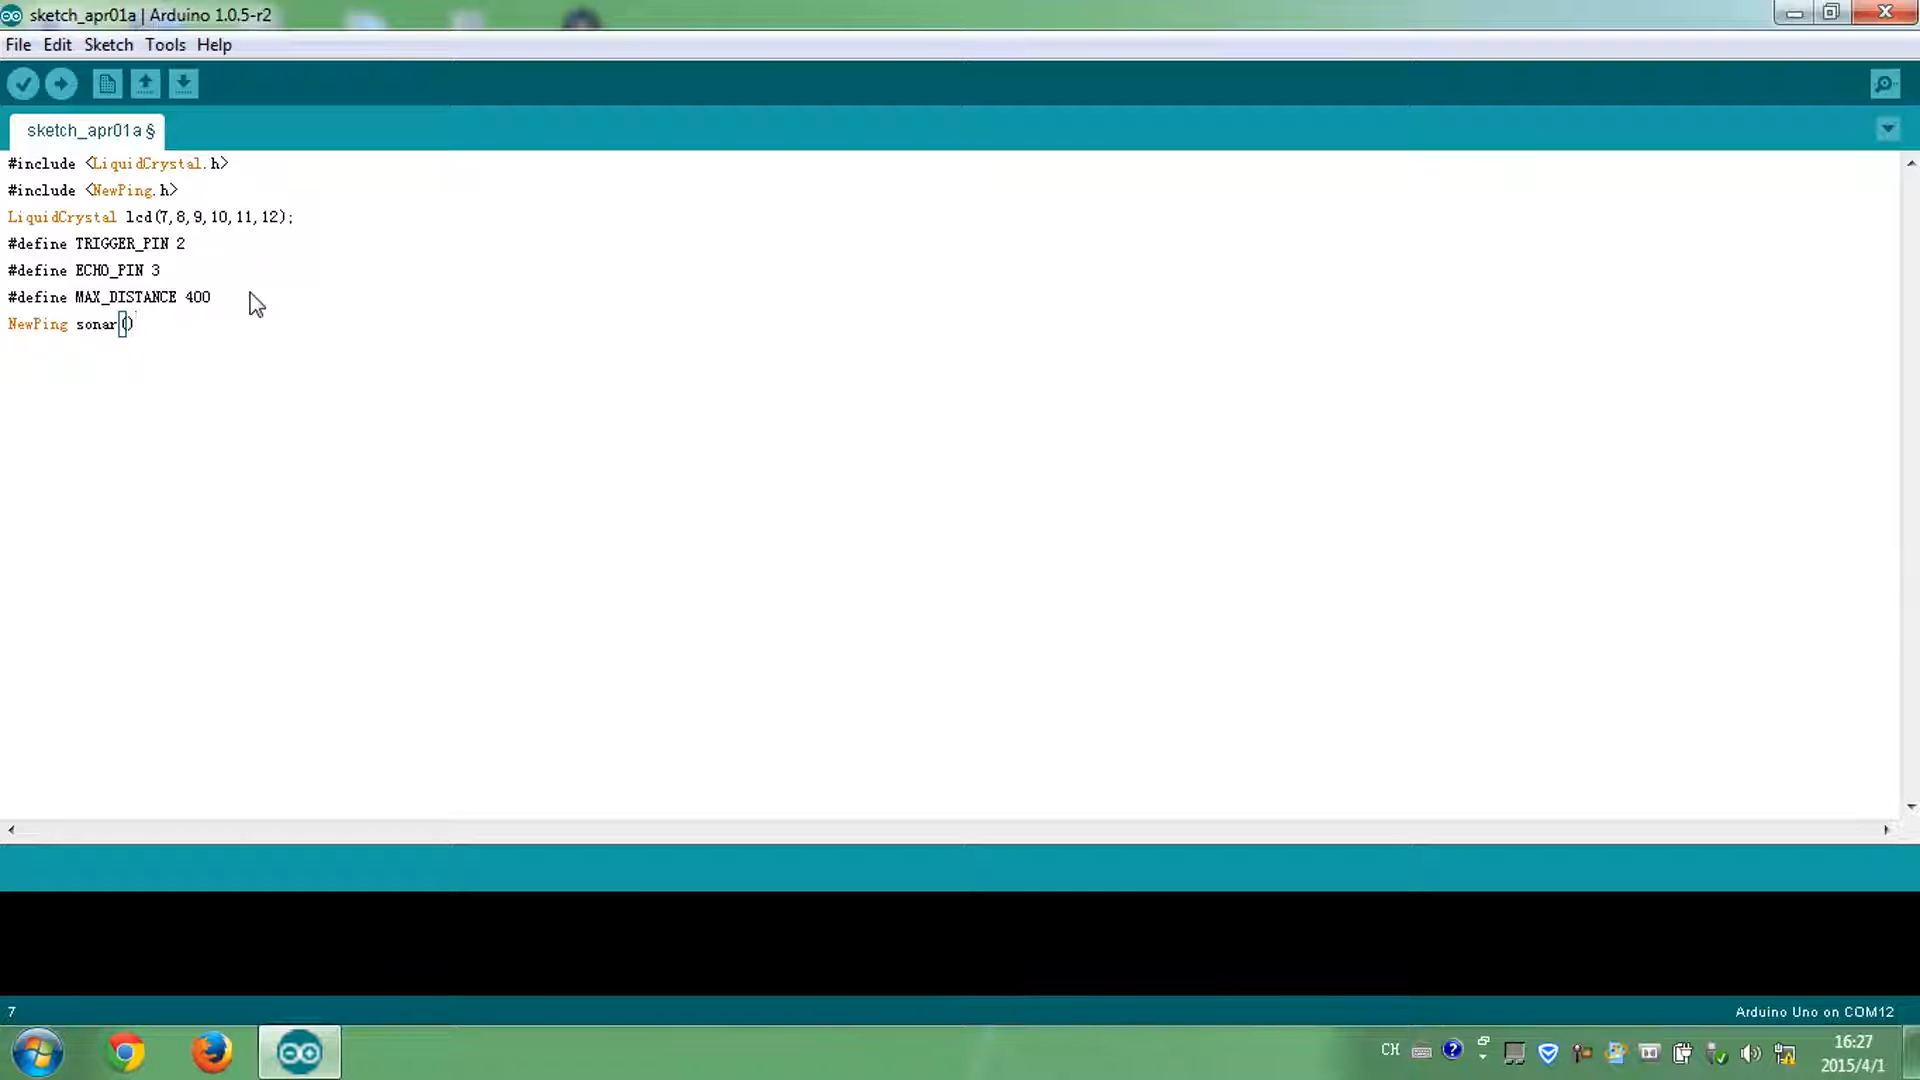 sketch_apr01a | Arduino 1.0.5-r2
File Edit Sketch Tools Help
sketch_apr01a §
#include <LiquidCrystal.h>
#include <NewPing.h>
LiquidCrystal lcd(7,8,9,10,11,12);
#define TRIGGER_PIN 2
#define ECHO_PIN 3
#define MAX_DISTANCE 400
NewPing sonar()
7
Arduino Uno on COM12
CH
16:27
2015/4/1